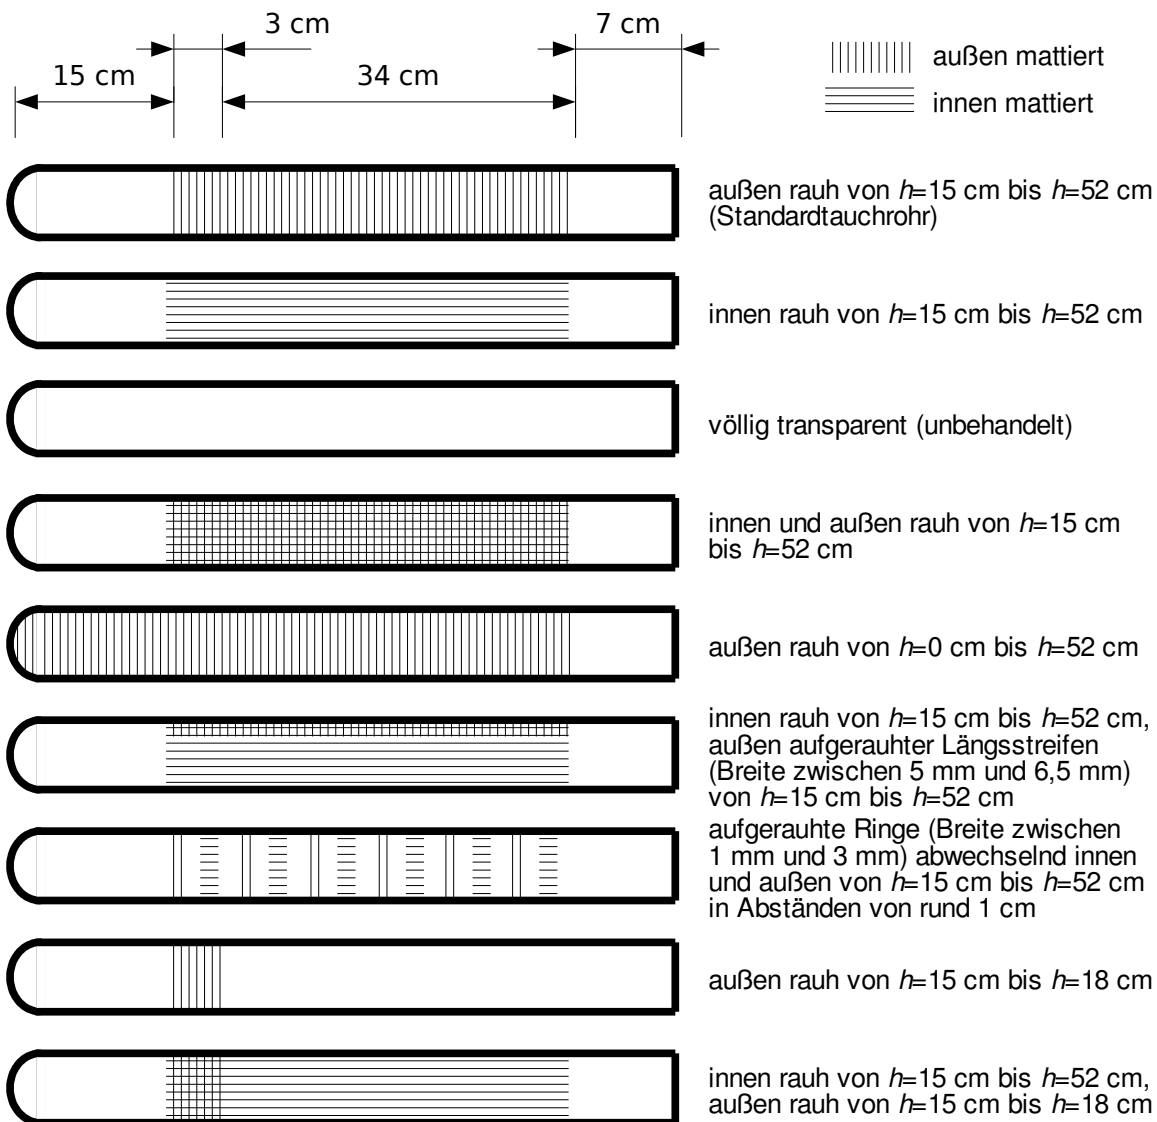 3 cm
7 cm
15 cm
34 cm
außen mattiert
innen mattiert
außen rauh von h=15 cm bis h=52 cm
(Standardtauchrohr)
innen rauh von h=15 cm bis h=52 cm
völlig transparent (unbehandelt)
innen und außen rauh von h=15 cm
bis h=52 cm
außen rauh von h=0 cm bis h=52 cm
innen rauh von h=15 cm bis h=52 cm,
außen aufgerauhter Längsstreifen
(Breite zwischen 5 mm und 6,5 mm)
von h=15 cm bis h=52 cm
aufgerauhte Ringe (Breite zwischen
1 mm und 3 mm) abwechselnd innen
und außen von h=15 cm bis h=52 cm
in Abständen von rund 1 cm
außen rauh von h=15 cm bis h=18 cm
innen rauh von h=15 cm bis h=52 cm,
außen rauh von h=15 cm bis h=18 cm